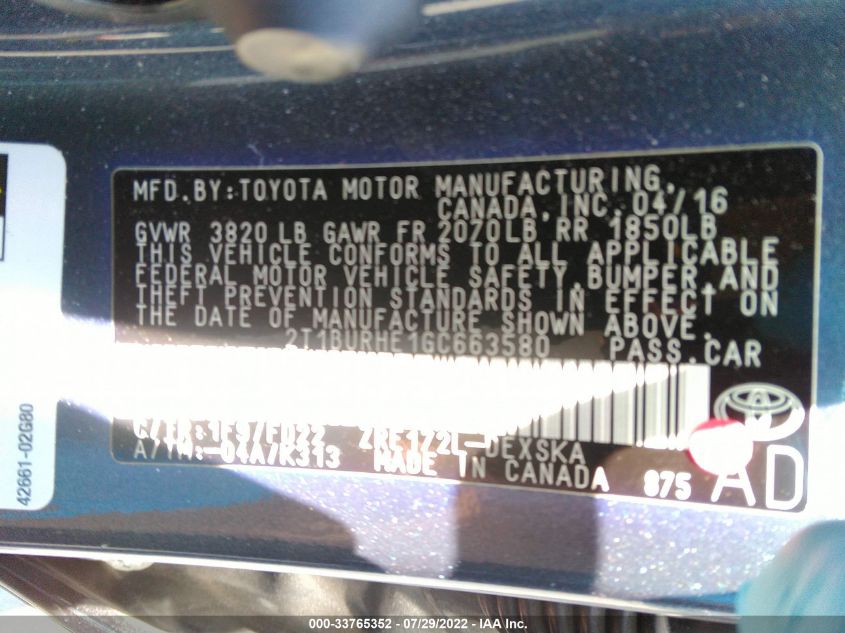 MFD.BY:TOYOTA MOTOR MANUFACTURING,
CANADA,INC.04/16
GVWR 3820 LB GAWR FR 2070LB RR 1850LB
THIS VEHICLE CONFORMS TO ALL APPLICABLE
FEDERAL MOTOR VEHICLE SAFETY,BUMPER,AND
THEFT PREVENTION STANDARDS IN EFFECT ON
THE DATE OF MANUFACTURE SHOWN ABOVE.
2T1BURHE1GC663580 PASS.CAR
C/TR:1F9/FD22 ZRE172L-DEXSKA
A/TM:-04A/K313 MADE IN CANADA 875
AD
42661-02G80
000-33765352 / 07/29/2022 - IAA Inc.